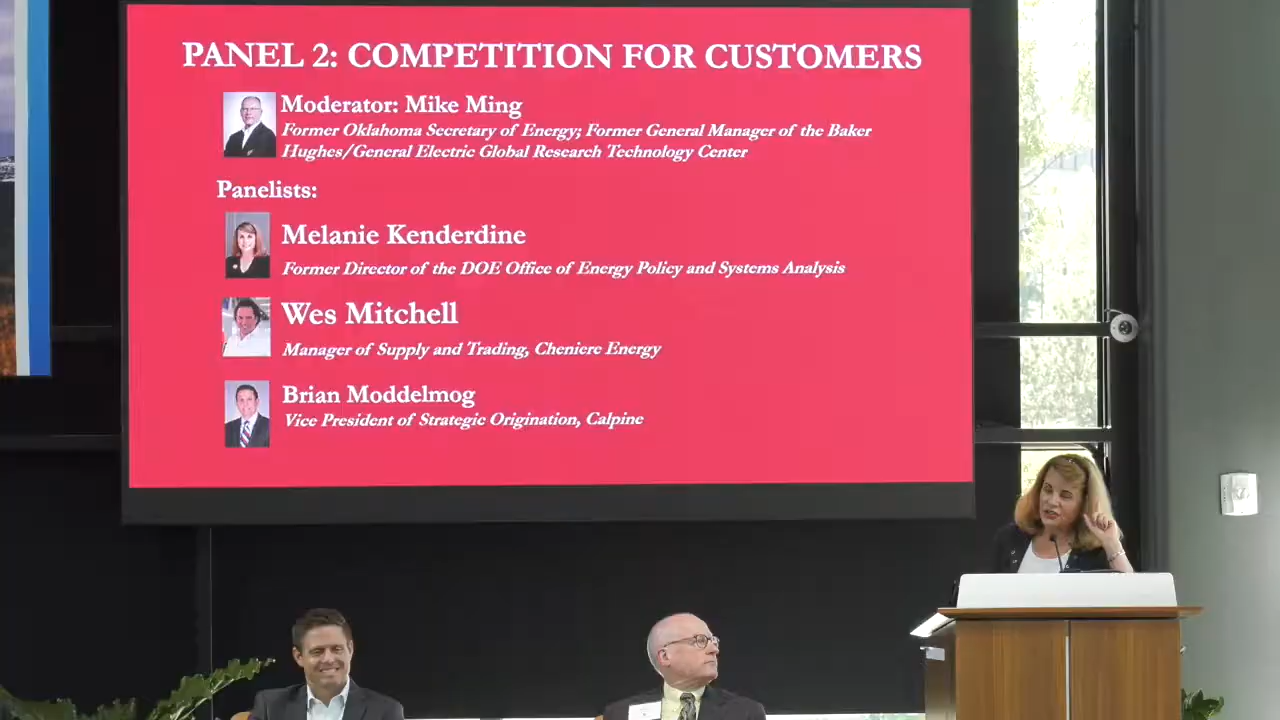 PANEL 2: COMPETITION FOR CUSTOMERS
Moderator: Mike Ming
Former Oklahoma Secretary of Energy; Former General Manager of the Baker
Hughes/General Electric Global Research Technology Center
Panelists:
Melanie Kenderdine
Former Director of the DOE Office of Energy Policy and Systems Analysis
Wes Mitchell
Manager of Supply and Trading, Cheniere Energy
Brian Moddelmog
Vice President of Strategic Origination, Calpine